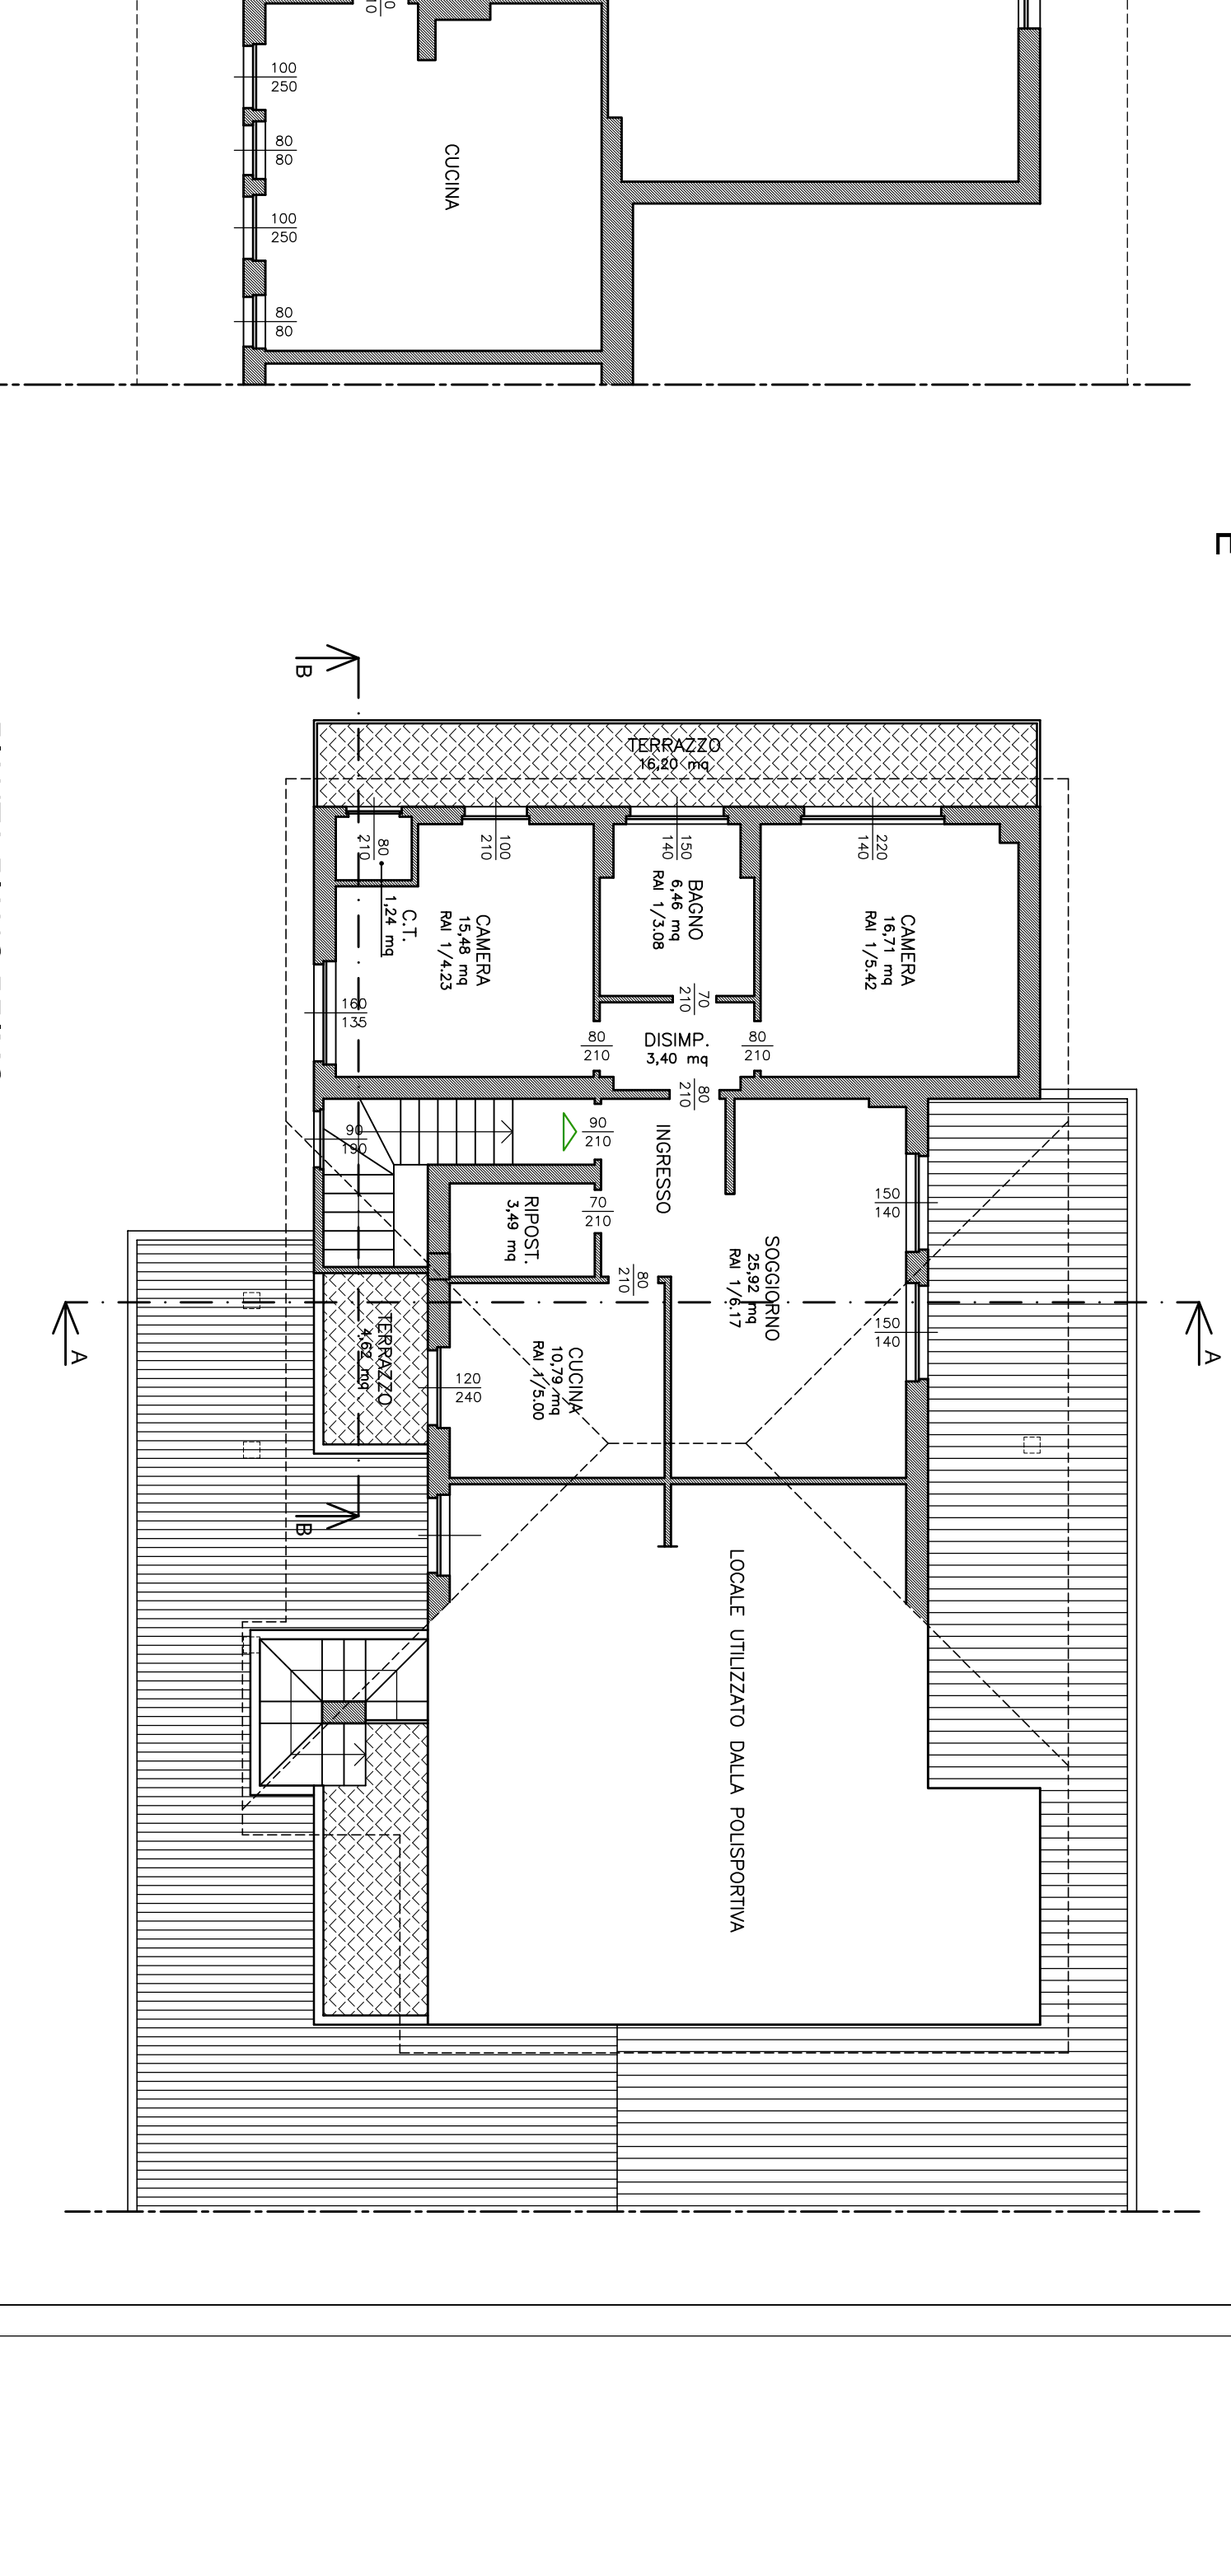 100
250
80
80
CUCINA
100
250
80
80
B
TERRAZZO
16,20 mq
80
210
100
210
150
140
220
140
C.T.
1,24 mq
CAMERA
15,48 mq
RAI 1/4.23
BAGNO
6,46 mq
RAI 1/3.08
CAMERA
16,71 mq
RAI 1/5.42
160
135
70
210
80
210
DISIMP.
3,40 mq
80
210
80
210
90
190
90
210
INGRESSO
RIPOST.
3,49 mq
70
210
150
140
80
210
SOGGIORNO
25,92 mq
RAI 1/6.17
A
A
TERRAZZO
4,62 mq
120
240
CUCINA
10,79 mq
RAI 1/5.00
150
140
B
LOCALE UTILIZZATO DALLA POLISPORTIVA